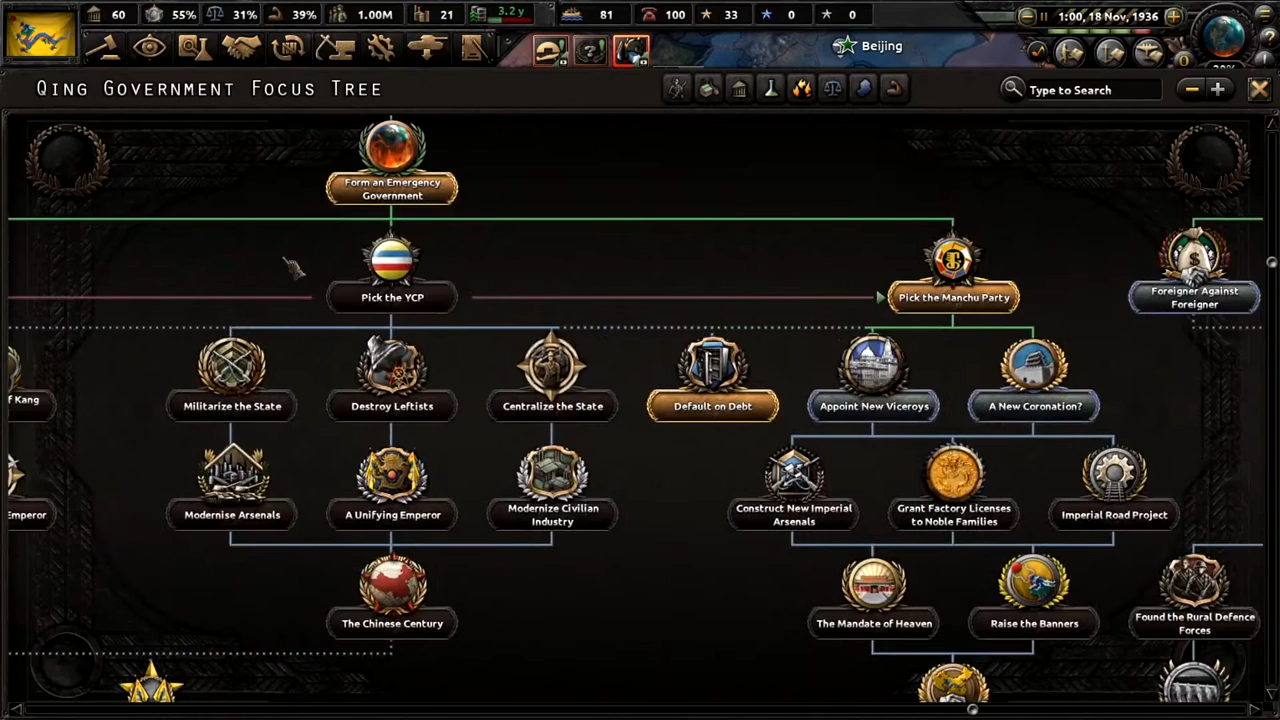 60
55%
31%
39%
1.00M
21
3.2 y
81
100
33
0
0
1:00, 18 Nov, 1936
Beijing
0
Qing Government Focus Tree
Type to Search
Form an Emergency
Government
Pick the YCP
Pick the Manchu Party
Foreigner Against
Foreigner
f Kang
Militarize the State
Destroy Leftists
Centralize the State
Default on Debt
Appoint New Viceroys
A New Coronation?
Emperor
Modernise Arsenals
A Unifying Emperor
Modernize Civilian
Industry
Construct New Imperial
Arsenals
Grant Factory Licenses
to Noble Families
Imperial Road Project
The Chinese Century
The Mandate of Heaven
Raise the Banners
Found the Rural Defence
Forces